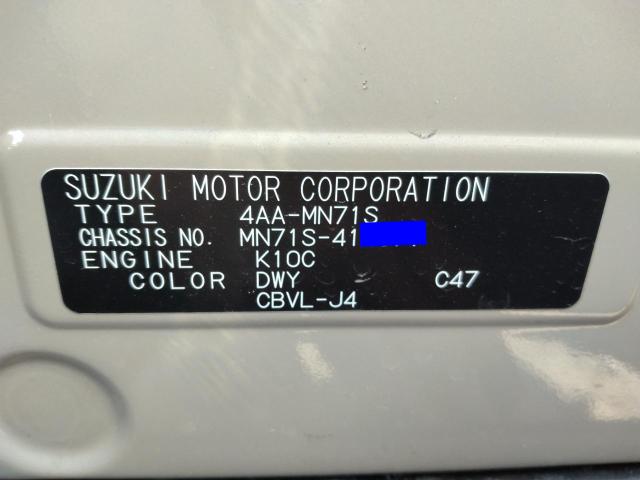 SUZUKI MOTOR CORPORATION
TYPE 4AA-MN71S
CHASSIS NO. MN71S-41
ENGINE K10C
COLOR DWY C47
CBVL-J4